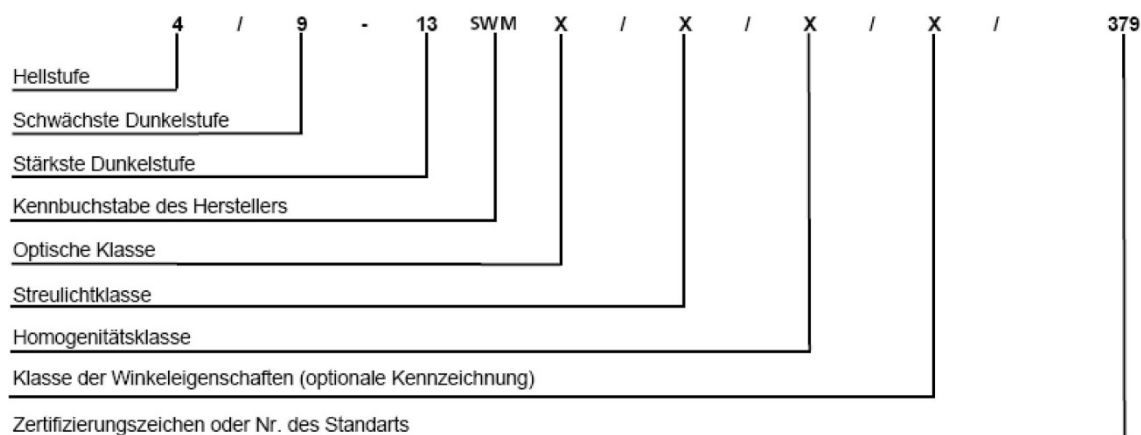 4 / 9 - 13 SWM X / X / X / X / 379
Hellstufe
Schwächste Dunkelstufe
Stärkste Dunkelstufe
Kennbuchstabe des Herstellers
Optische Klasse
Streulichtklasse
Homogenitätsklasse
Klasse der Winkeleigenschaften (optionale Kennzeichnung)
Zertifizierungszeichen oder Nr. des Standarts